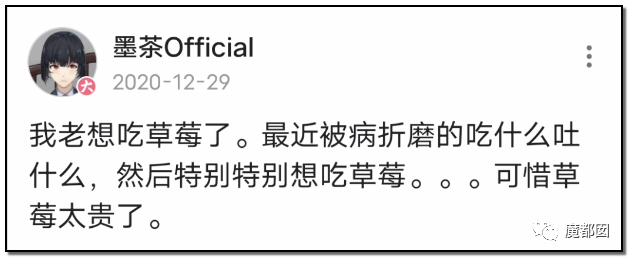 墨茶Official
2020-12-29
大
我老想吃草莓了。最近被病折磨的吃什么吐
什么，然后特别特别想吃草莓。。。可惜草
莓太贵了。
魔都囡